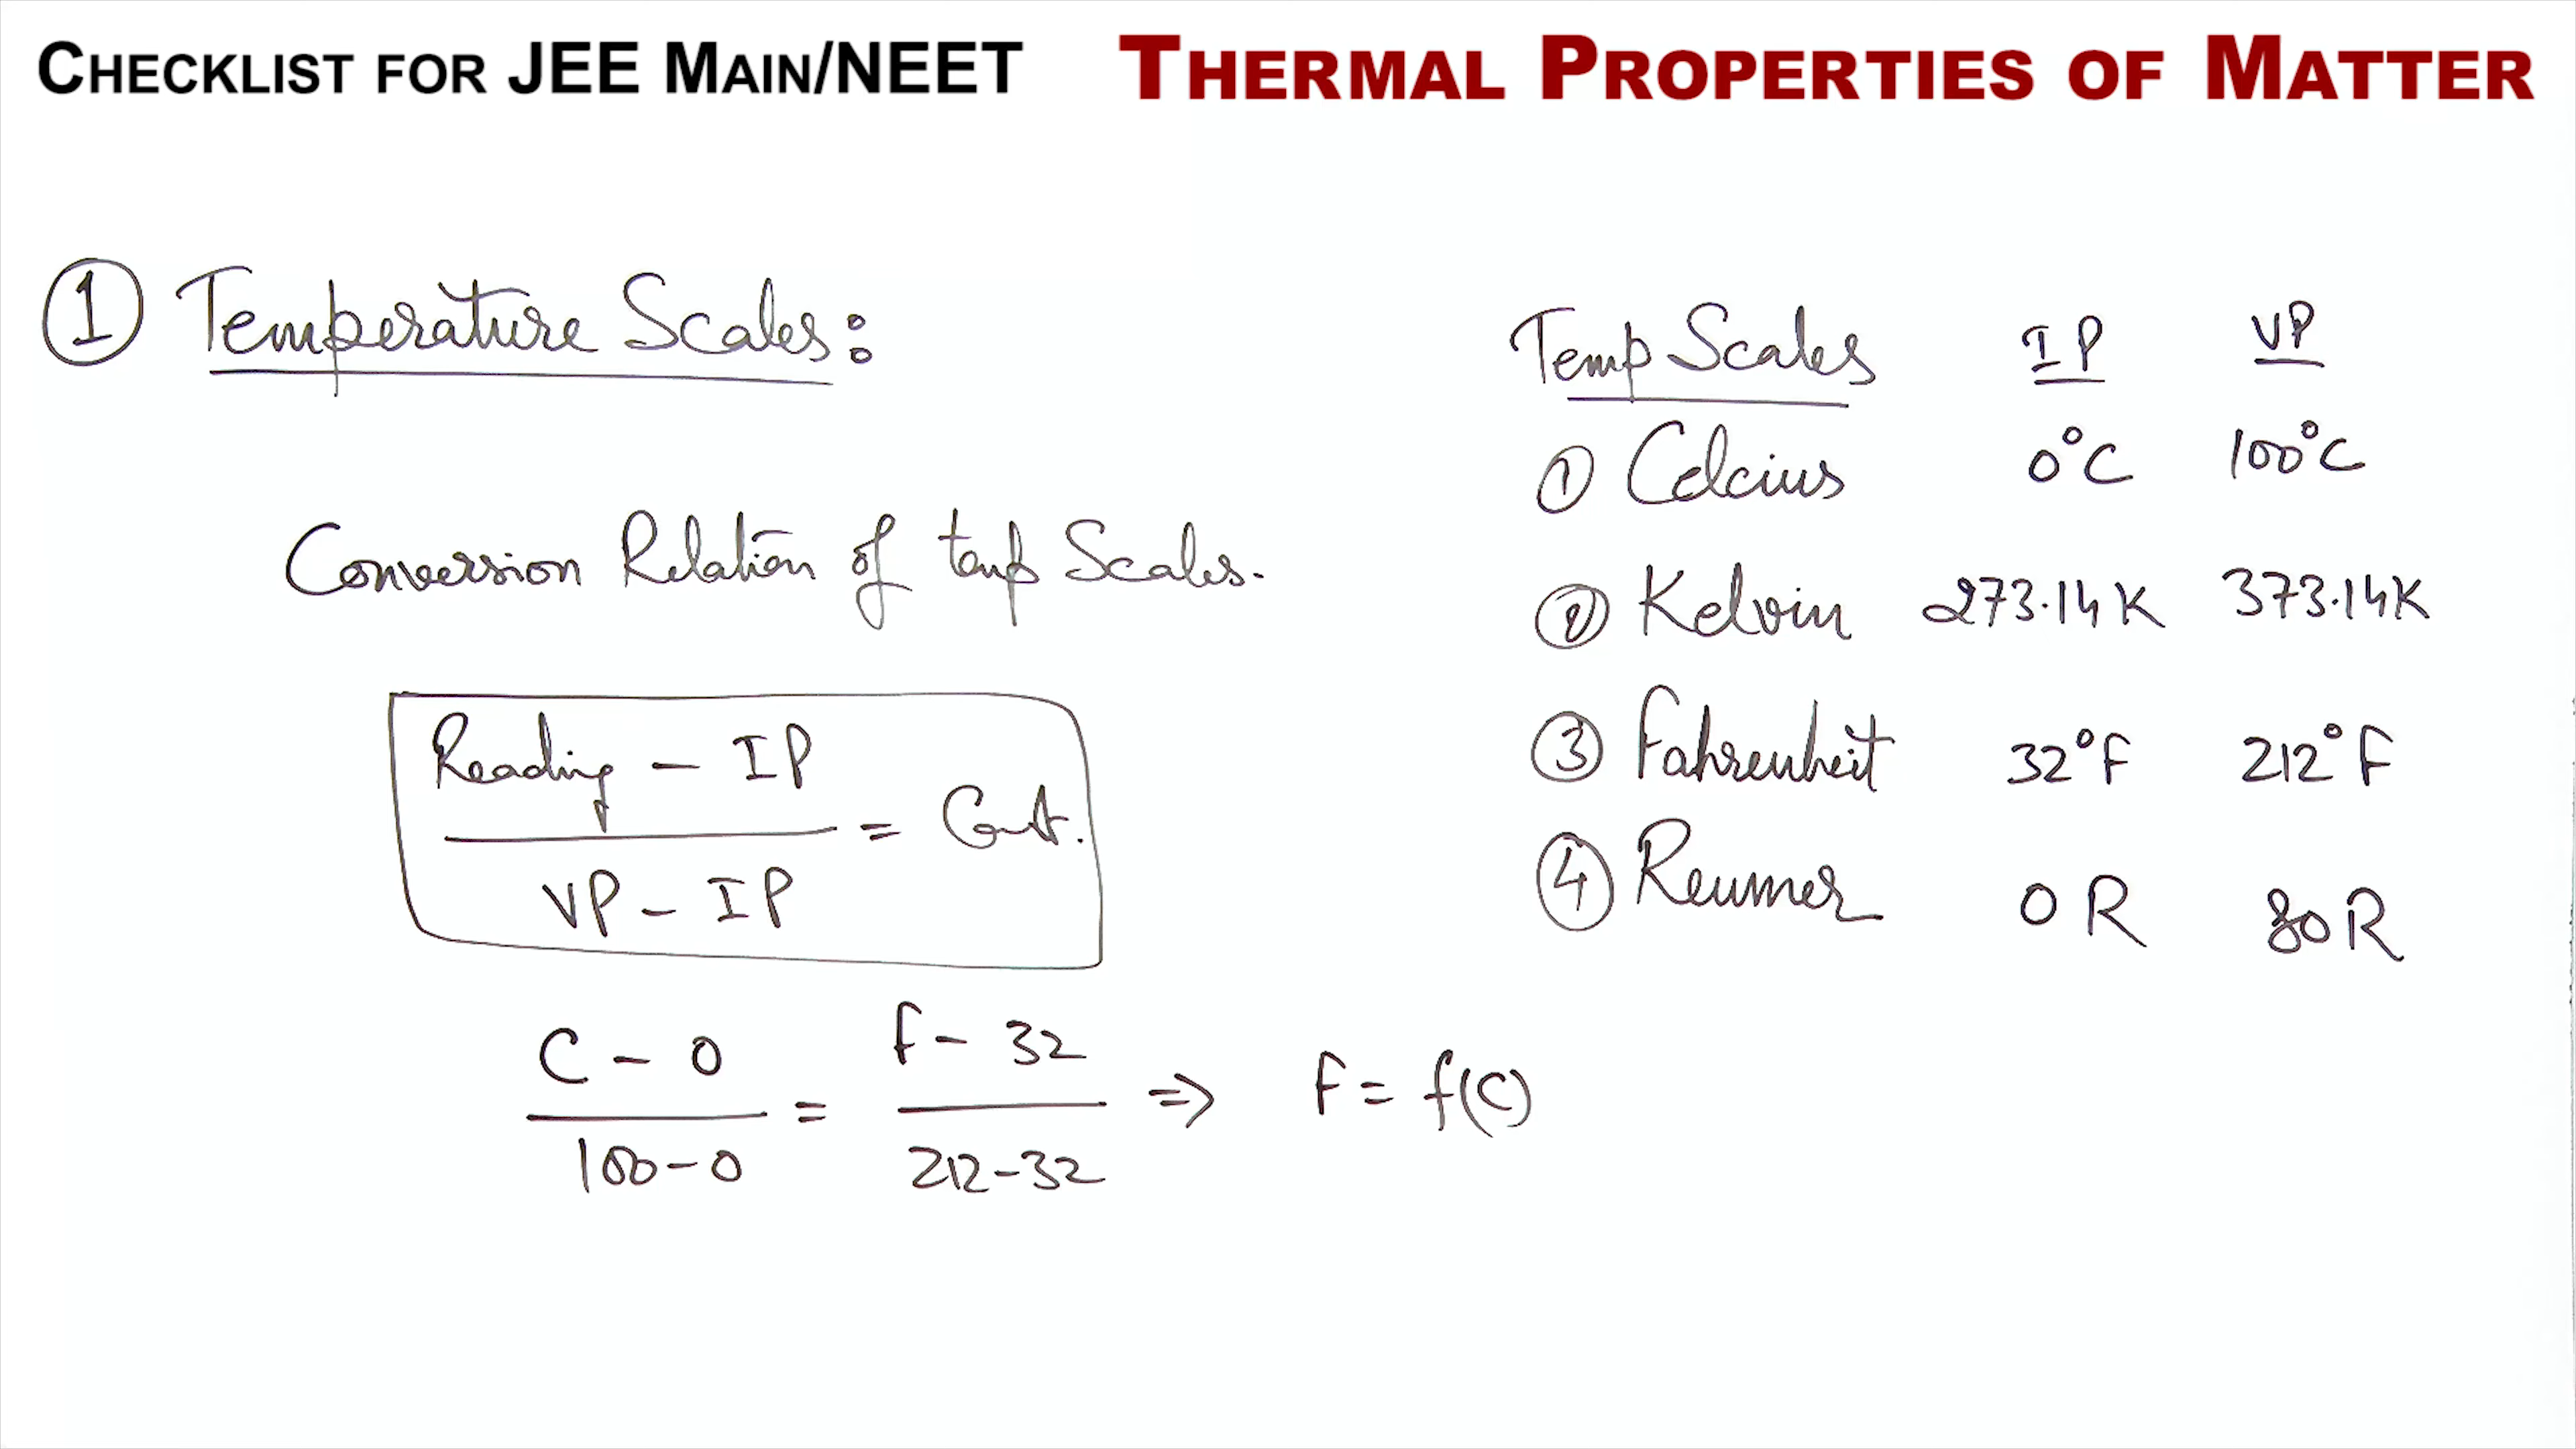 CHECKLIST FOR JEE MAIN/NEET THERMAL PROPERTIES OF MATTER
① Temperature Scales:
Conversion Relation of temp Scales.
Reading - IP
= Const.
VP - IP
C - 0
100-0
=
F - 32
212-32
⇒ F = f(C)
Temp Scales IP VP
① Celcius 0°C 100°C
② Kelvin 273.14K 373.14K
③ Fahrenheit 32°F 212°F
④ Reumer 0 R 80R